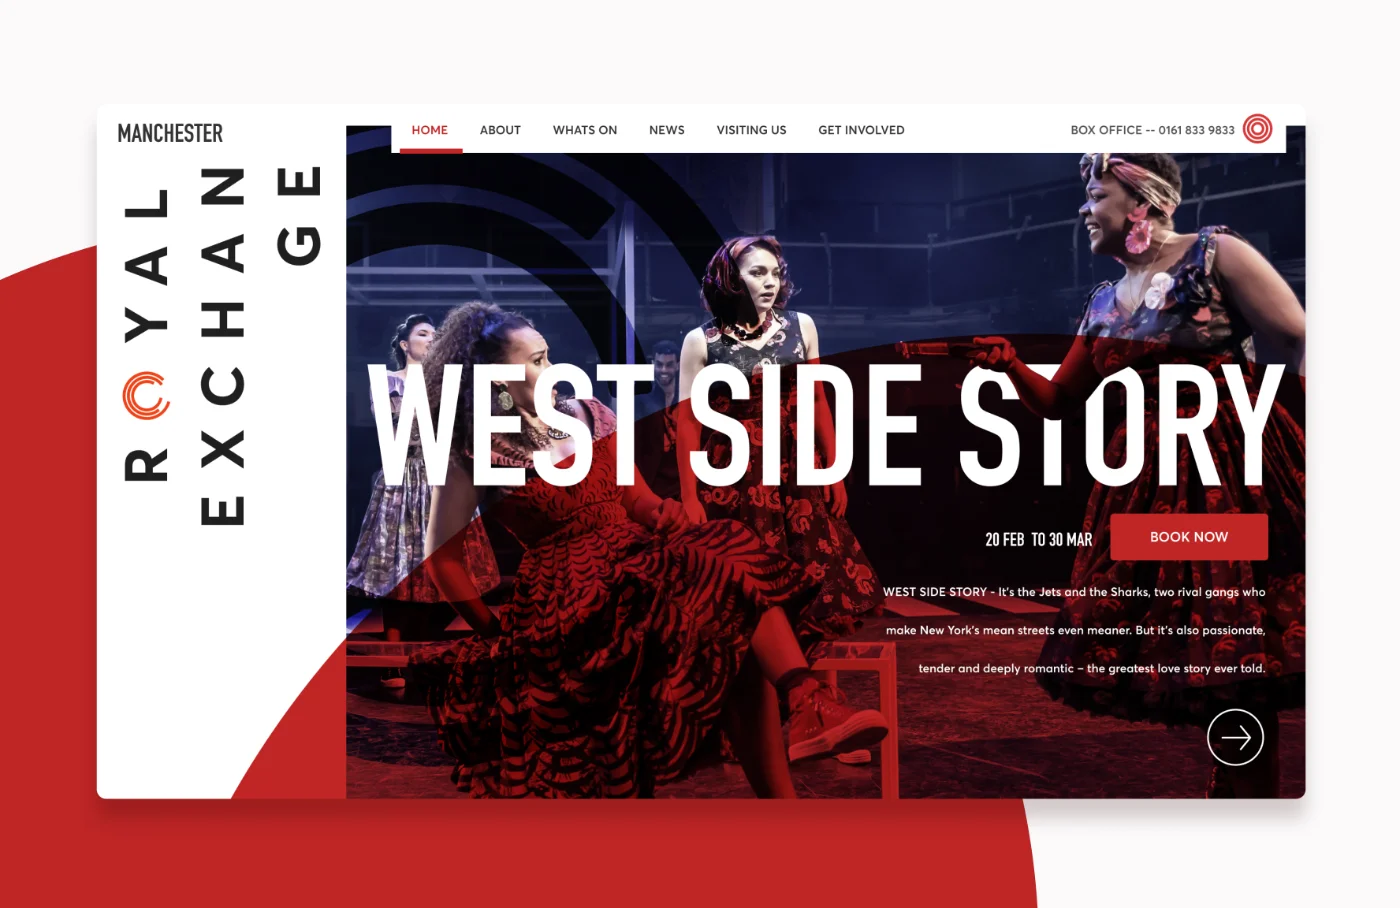 MANCHESTER
ROYAL
EXCHAN
GE
HOME ABOUT WHATS ON NEWS VISITING US GET INVOLVED BOX OFFICE -- 0161 833 9833
WEST SIDE STORY
20 FEB TO 30 MAR BOOK NOW
WEST SIDE STORY - It's the Jets and the Sharks, two rival gangs who
make New York's mean streets even meaner. But it's also passionate,
tender and deeply romantic – the greatest love story ever told.